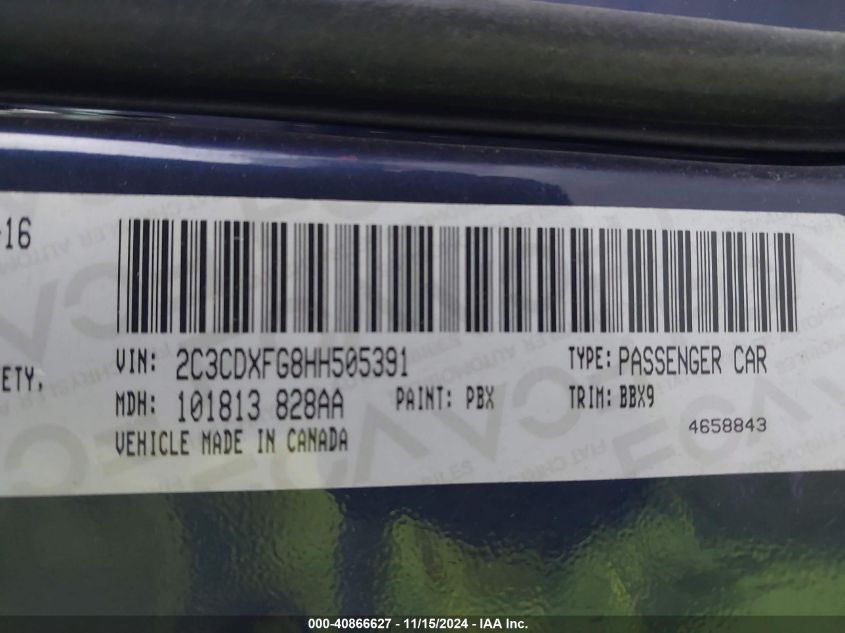 -16
VIN: 2C3CDXFG8HH505391 TYPE: PASSENGER CAR
ETY,
MDH: 101813 828AA PAINT: PBX TRIM: BBX9
VEHICLE MADE IN CANADA 4658843
000-40866627 - 11/15/2024 - IAA Inc.